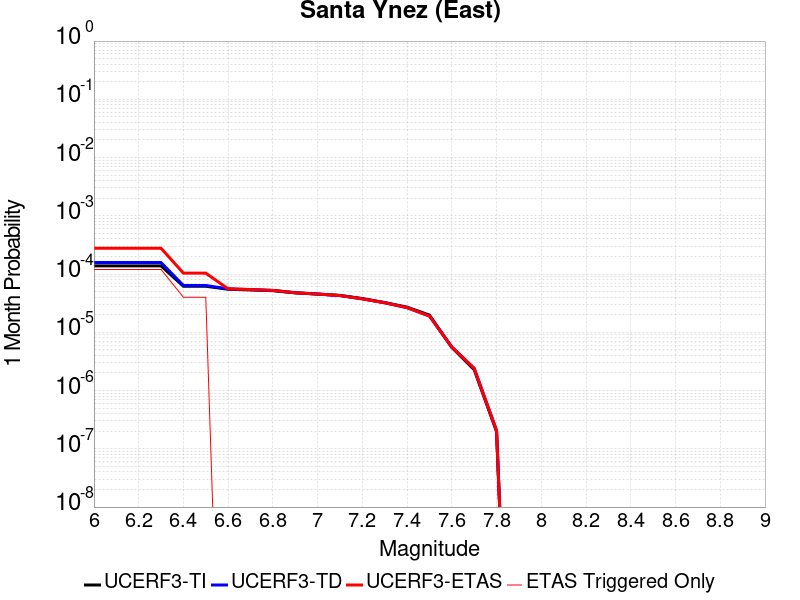 Santa Ynez (East)
10 0
10 -1
10 -2
10 -3
10 -4
10 -5
10 -6
10 -7
10 -8
1 Month Probability
6 6.2 6.4 6.6 6.8 7 7.2 7.4 7.6 7.8 8 8.2 8.4 8.6 8.8 9
Magnitude
UCERF3-TI UCERF3-TD UCERF3-ETAS ETAS Triggered Only